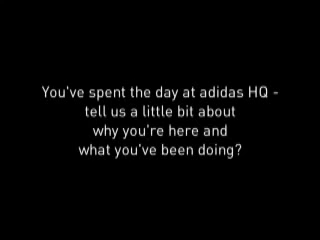 You've spent the day at adidas HQ -
tell us a little bit about
why you're here and
what you've been doing?